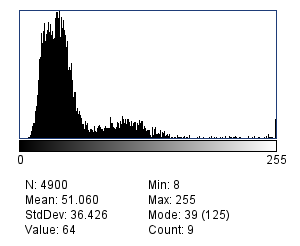 0 255
N: 4900 Min: 8
Mean: 51.060 Max: 255
StdDev: 36.426 Mode: 39 (125)
Value: 64 Count: 9